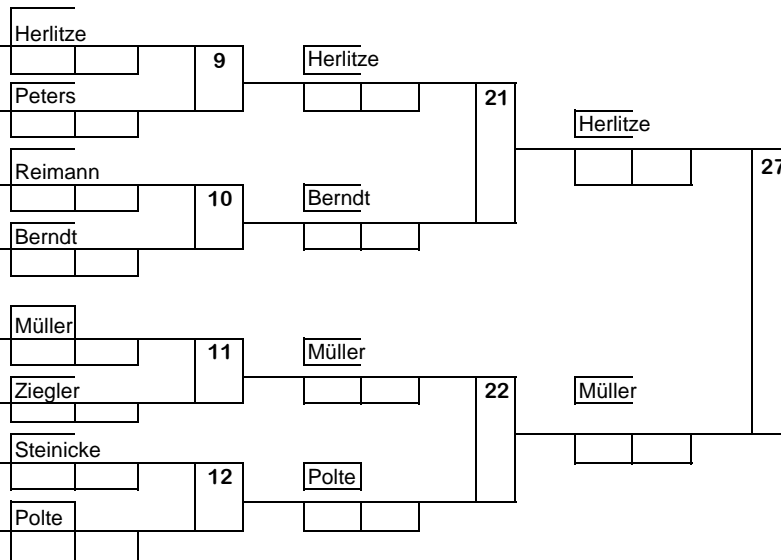 Herlitze
9
Herlitze
Peters
21
Herlitze
27
Reimann
10
Berndt
Berndt
Müller
11
Müller
Ziegler
22
Müller
Steinicke
12
Polte
Polte